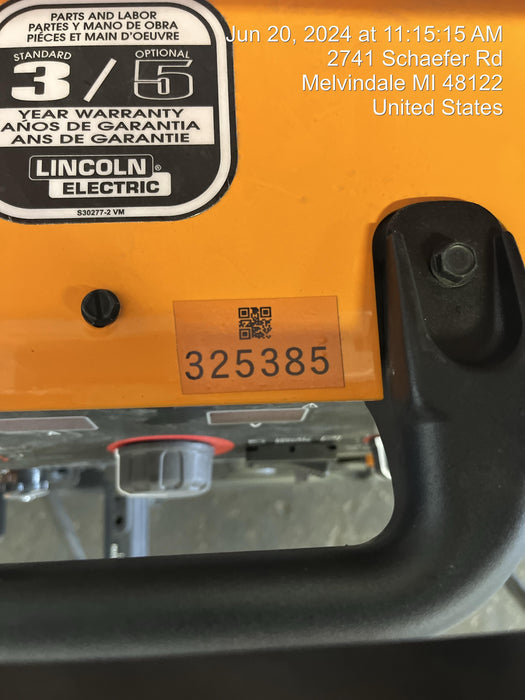 Jun 20, 2024 at 11:15:15 AM
2741 Schaefer Rd
Melvindale MI 48122
United States
PARTS AND LABOR
PARTES Y MANO DE OBRA
PIÉCES ET MAIN D'OEUVRE
STANDARD OPTIONAL
3 / 5
YEAR WARRANTY
AÑOS DE GARANTIA
ANS DE GARANTIE
LINCOLN®
ELECTRIC
S30277-2 VM
325385